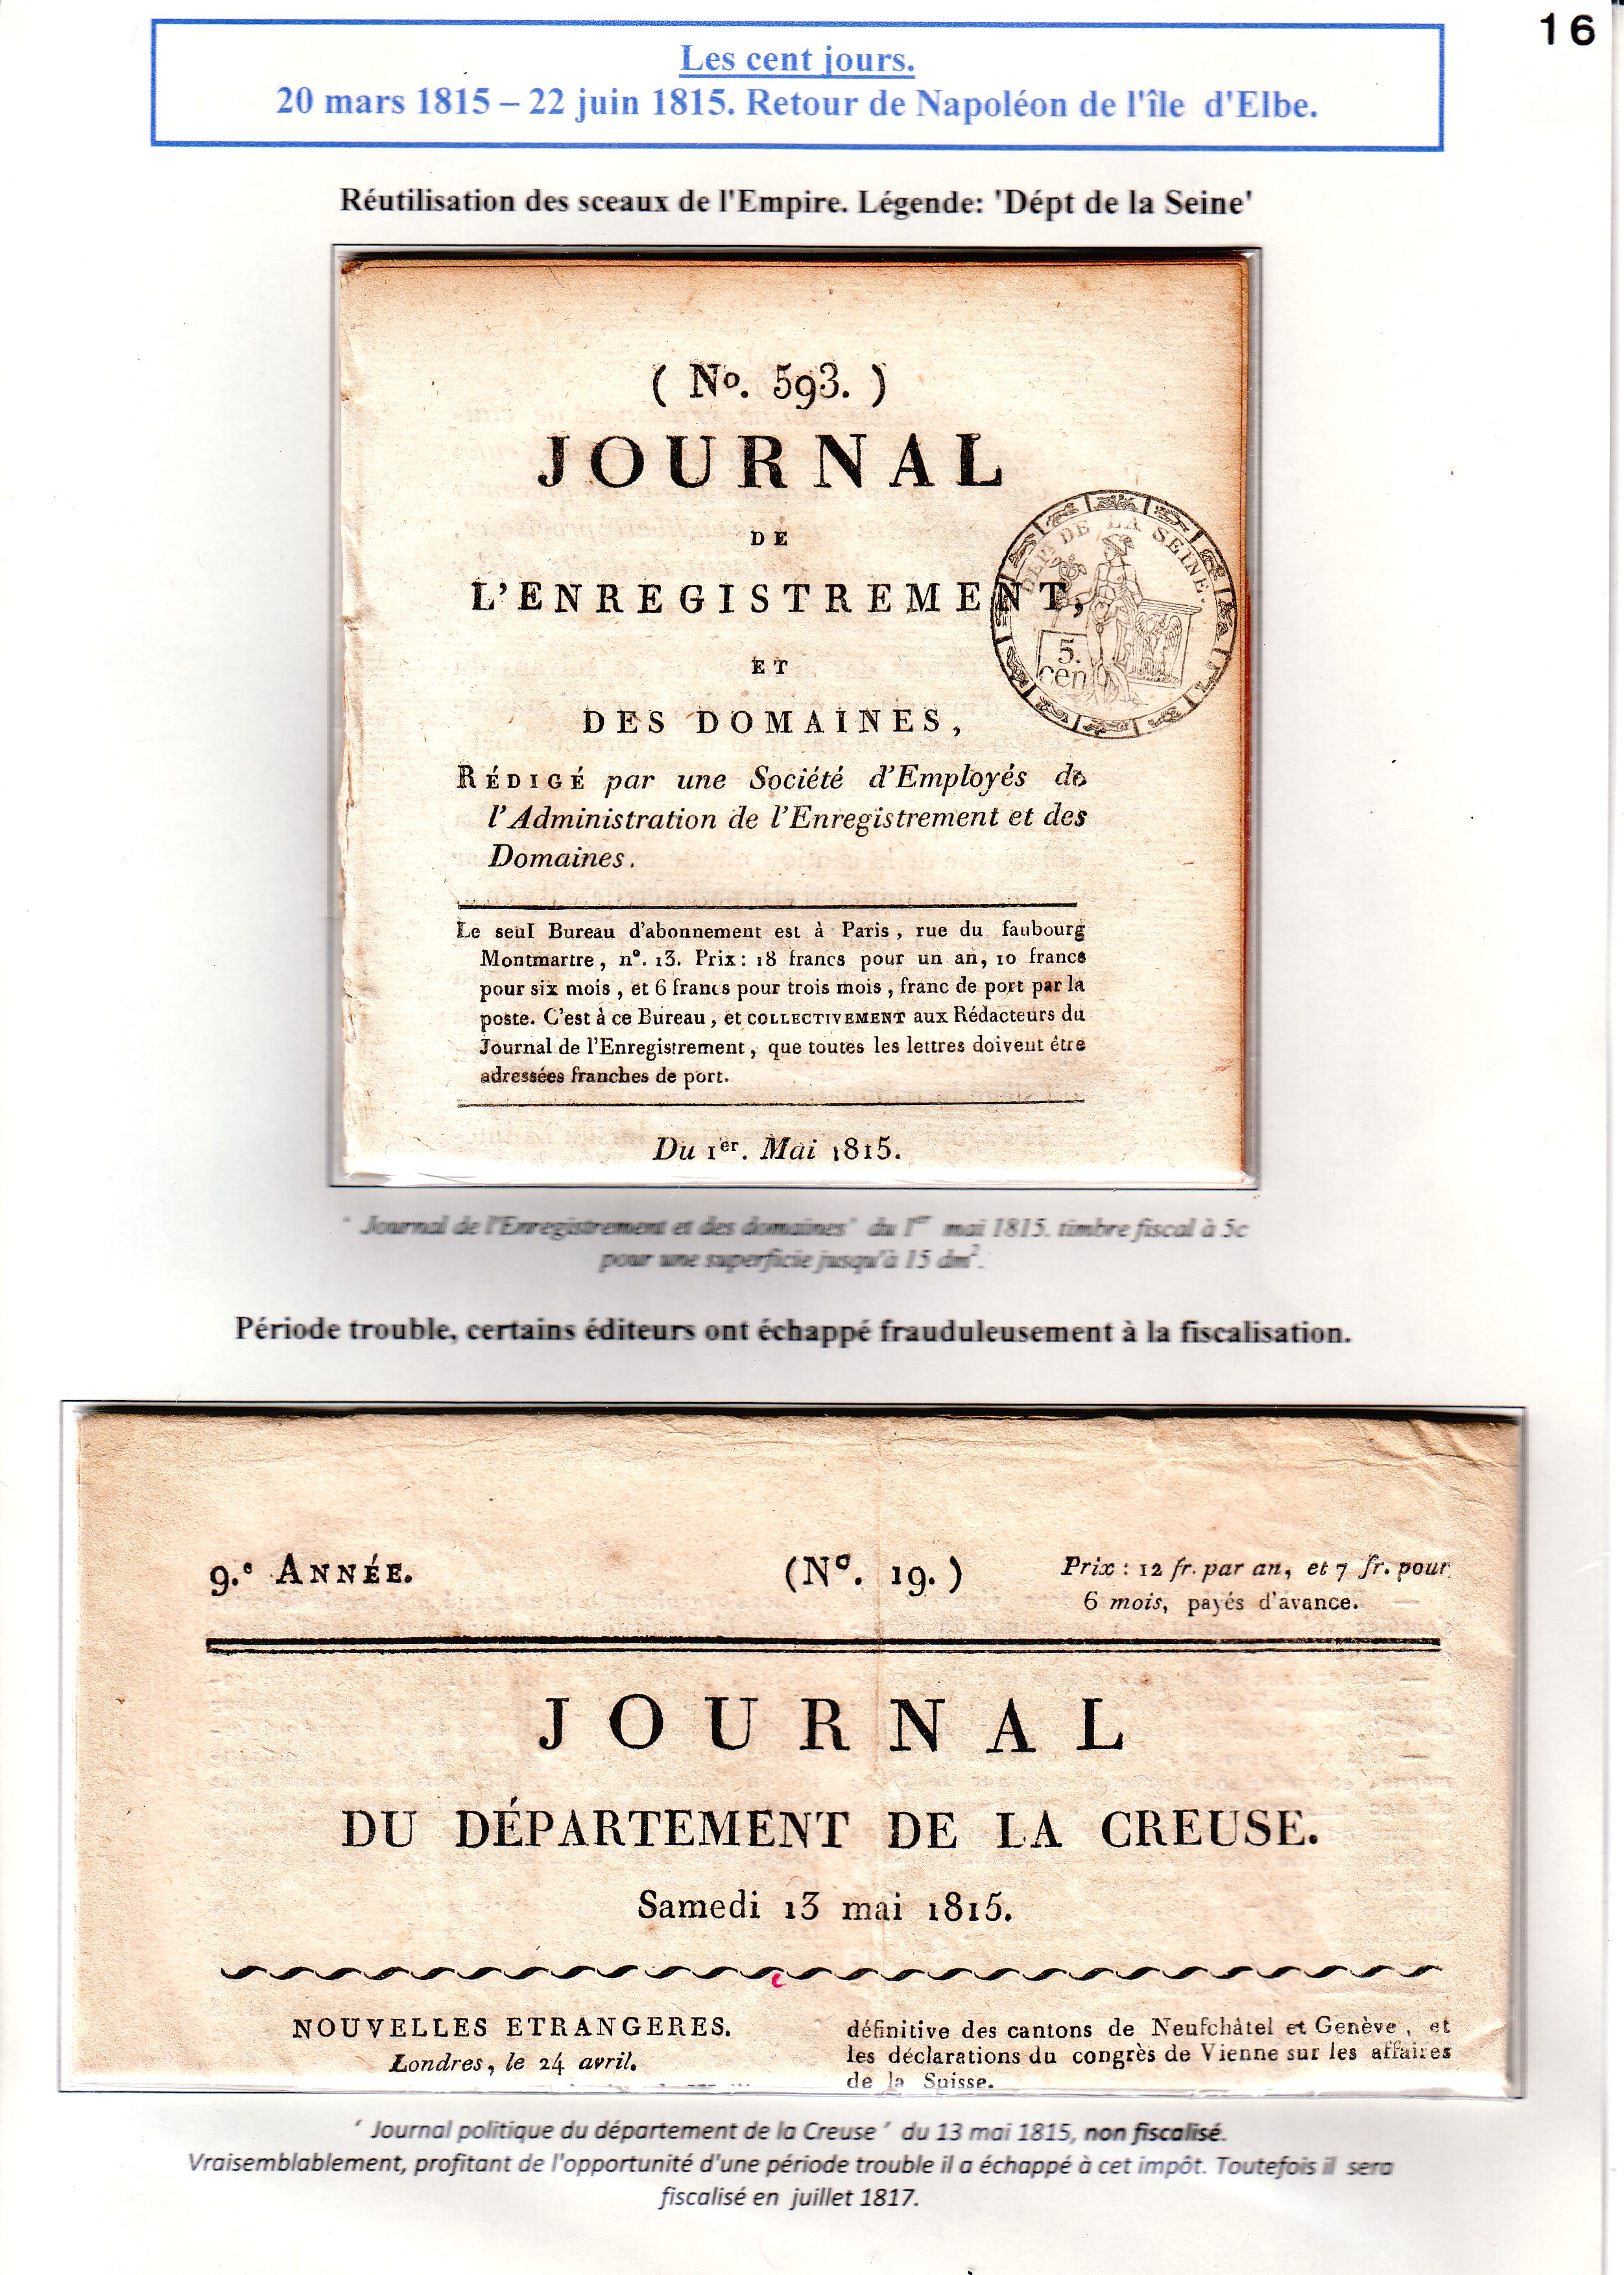 16
Les cent jours.
20 mars 1815 – 22 juin 1815. Retour de Napoléon de l'île d'Elbe.
Réutilisation des sceaux de l'Empire. Légende: 'Dépt de la Seine'
( No. 593. )
JOURNAL
DE
L'ENREGISTREMENT,
ET
DES DOMAINES,
DÉPT DE LA SEINE
5.
cen
RÉDIGÉ par une Société d'Employés de
l'Administration de l'Enregistrement et des
Domaines.
Le seul Bureau d'abonnement est à Paris, rue du faubourg
Montmartre, n°. 13. Prix: 18 francs pour un an, 10 francs
pour six mois, et 6 francs pour trois mois, franc de port par la
poste. C'est à ce Bureau, et COLLECTIVEMENT aux Rédacteurs du
Journal de l'Enregistrement, que toutes les lettres doivent être
adressées franches de port.
Du 1er. Mai 1815.
' Journal de l'Enregistrement et des domaines' du 1er mai 1815. timbre fiscal à 5c
pour une superficie jusqu'à 15 dm².
Période trouble, certains éditeurs ont échappé frauduleusement à la fiscalisation.
9.e ANNÉE. (No. 19.) Prix : 12 fr. par an, et 7 fr. pour
6 mois, payés d'avance.
JOURNAL
DU DÉPARTEMENT DE LA CREUSE.
Samedi 13 mai 1815.
NOUVELLES ETRANGERES.
Londres, le 24 avril.
définitive des cantons de Neufchâtel et Genève, et
les déclarations du congrès de Vienne sur les affaires
de la Suisse.
' Journal politique du département de la Creuse ' du 13 mai 1815, non fiscalisé.
Vraisemblablement, profitant de l'opportunité d'une période trouble il a échappé à cet impôt. Toutefois il sera
fiscalisé en juillet 1817.